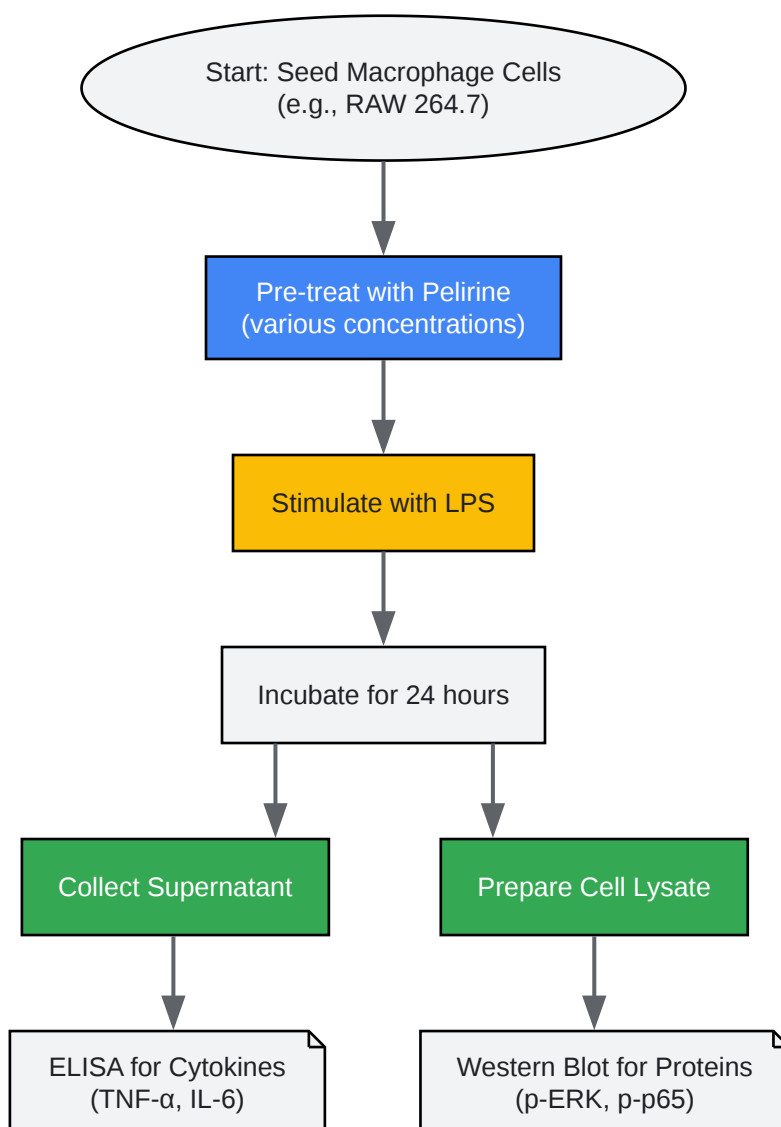 Start: Seed Macrophage Cells
(e.g., RAW 264.7)
Pre-treat with Pelirine
(various concentrations)
Stimulate with LPS
Incubate for 24 hours
Collect Supernatant
Prepare Cell Lysate
ELISA for Cytokines
(TNF-α, IL-6)
Western Blot for Proteins
(p-ERK, p-p65)